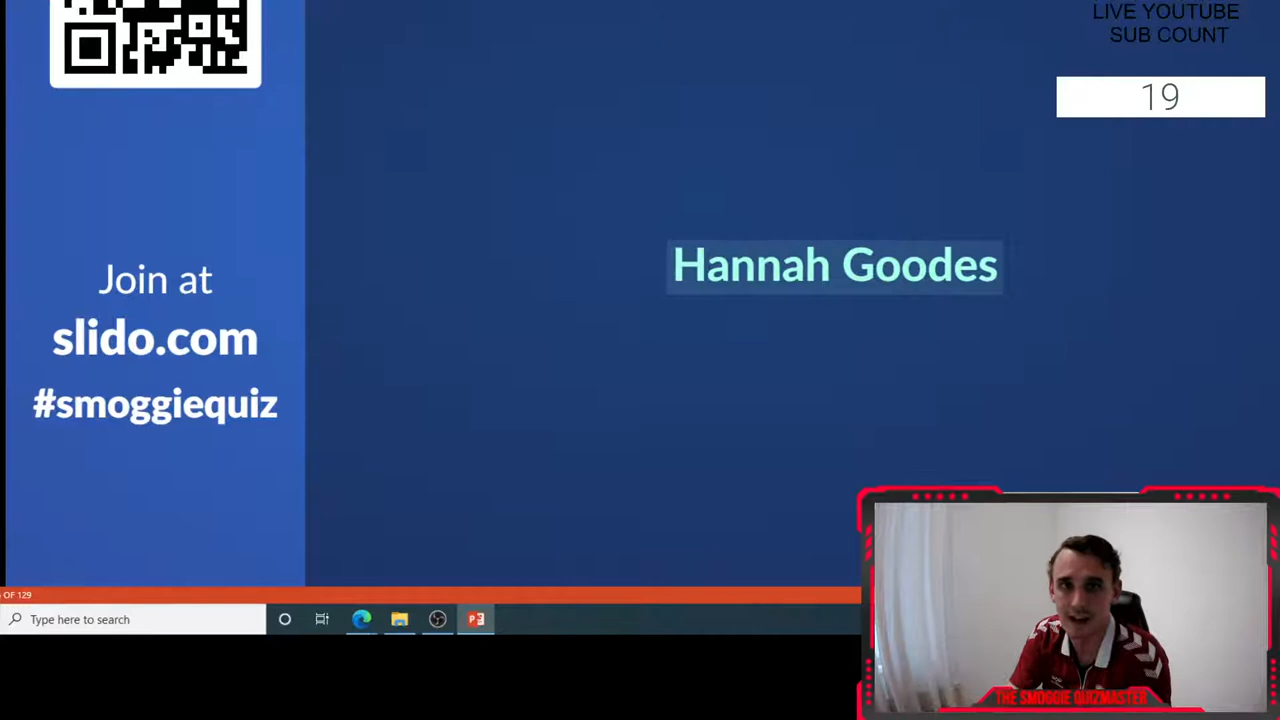 LIVE YOUTUBE
SUB COUNT
19
Hannah Goodes
Join at
slido.com
#smoggiequiz
OF 129
Type here to search
THE SMOGGIE QUIZMASTER